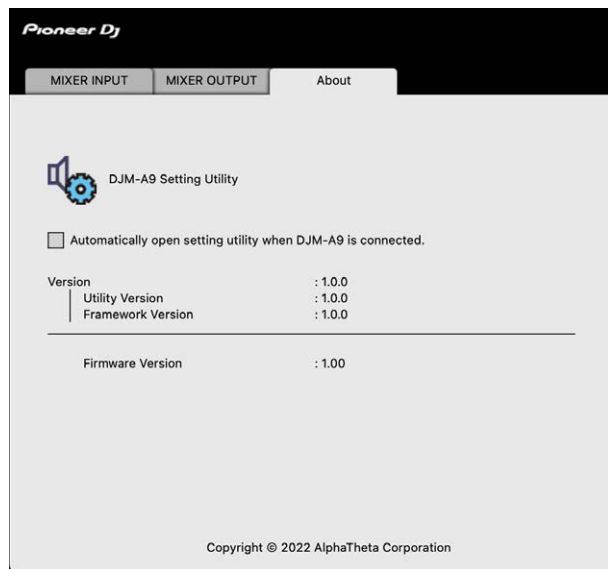 Pioneer Dj
MIXER INPUT MIXER OUTPUT About
DJM-A9 Setting Utility
Automatically open setting utility when DJM-A9 is connected.
Version : 1.0.0
Utility Version : 1.0.0
Framework Version : 1.0.0
Firmware Version : 1.00
Copyright © 2022 AlphaTheta Corporation